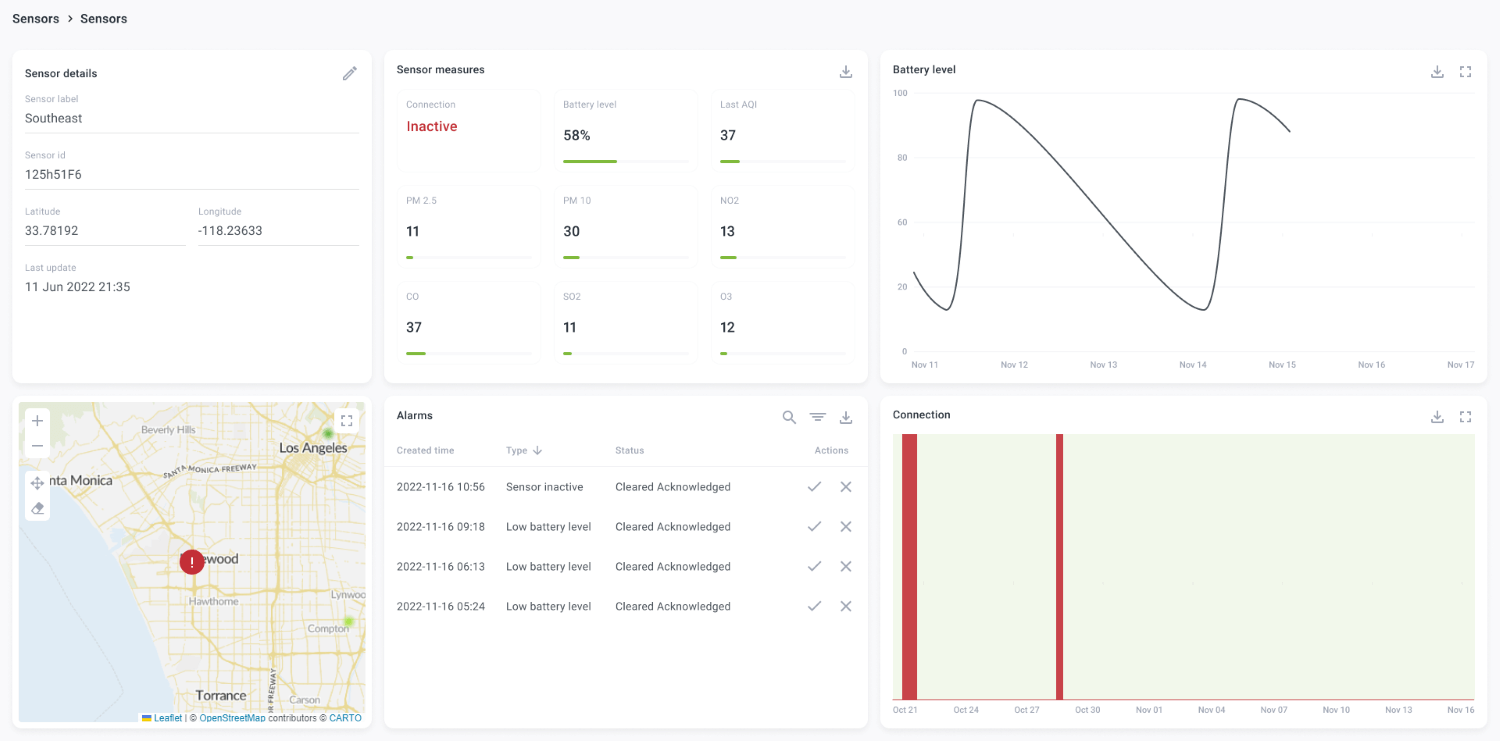 Sensors > Sensors
Sensor details
Sensor label
Southeast
Sensor id
125h51F6
Latitude Longitude
33.78192 -118.23633
Last update
11 Jun 2022 21:35
Sensor measures
Connection Battery level Last AQI
Inactive 58% 37
PM 2.5 PM 10 NO2
11 30 13
CO SO2 O3
37 11 12
Battery level
100
80
60
40
20
0
Nov 11 Nov 12 Nov 13 Nov 14 Nov 15 Nov 16 Nov 17
+
−
Beverly Hills
Los Angeles
SANTA MONICA FREEWAY
nta Monica
!
ewood
Hawthorne
Lynwoo
Compton
Torrance
OR FREEWAY
Carson
Leaflet | © OpenStreetMap contributors © CARTO
Alarms
Created time Type Status Actions
2022-11-16 10:56 Sensor inactive Cleared Acknowledged
2022-11-16 09:18 Low battery level Cleared Acknowledged
2022-11-16 06:13 Low battery level Cleared Acknowledged
2022-11-16 05:24 Low battery level Cleared Acknowledged
Connection
Oct 21 Oct 24 Oct 27 Oct 30 Nov 01 Nov 04 Nov 07 Nov 10 Nov 13 Nov 16